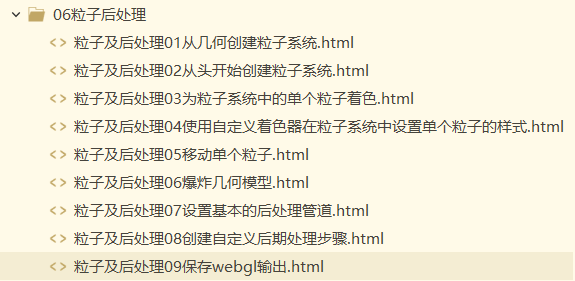 06粒子后处理
粒子及后处理01从几何创建粒子系统.html
粒子及后处理02从头开始创建粒子系统.html
粒子及后处理03为粒子系统中的单个粒子着色.html
粒子及后处理04使用自定义着色器在粒子系统中设置单个粒子的样式.html
粒子及后处理05移动单个粒子.html
粒子及后处理06爆炸几何模型.html
粒子及后处理07设置基本的后处理管道.html
粒子及后处理08创建自定义后期处理步骤.html
粒子及后处理09保存webgl输出.html